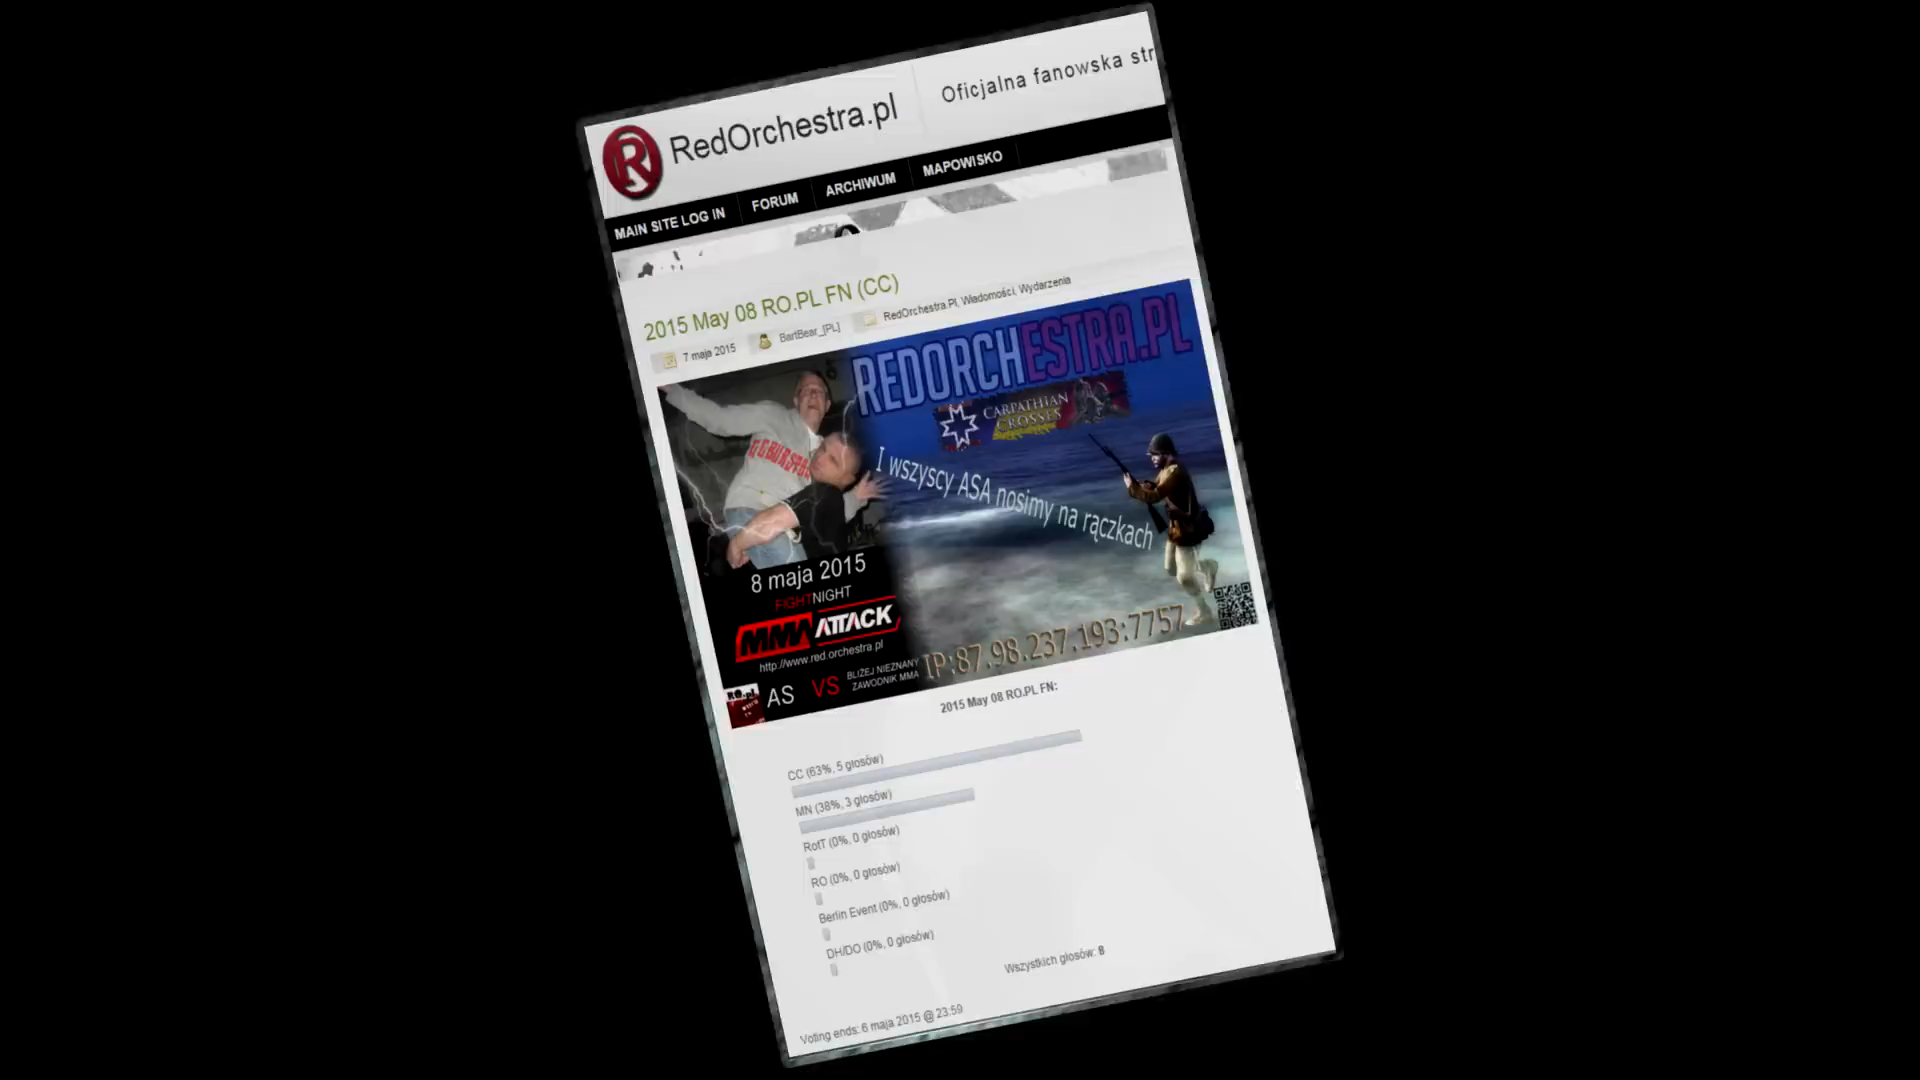 RedOrchestra.pl
Oficjalna fanowska str
MAIN SITE LOG IN
FORUM
ARCHIWUM
MAPOWISKO
2015 May 08 RO.PL FN (CC)
7 maja 2015
BartBear_[PL]
RedOrchestra.Pl, Wiadomości, Wydarzenia
REDORCHESTRA.PL
CARPATHIAN
CROSSES
I wszyscy ASA nosimy na rączkach
8 maja 2015
FIGHTNIGHT
MMA ATTACK
http://www.red.orchestra.pl
RO.pl
AS VS BLIŻEJ NIEZNANY
ZAWODNIK MMA
IP:87.98.237.193:7757
2015 May 08 RO.PL FN:
CC (63%, 5 głosów)
MN (38%, 3 głosów)
RotT (0%, 0 głosów)
RO (0%, 0 głosów)
Berlin Event (0%, 0 głosów)
DH/DO (0%, 0 głosów)
Wszystkich głosów: 8
Voting ends: 6 maja 2015 @ 23:59